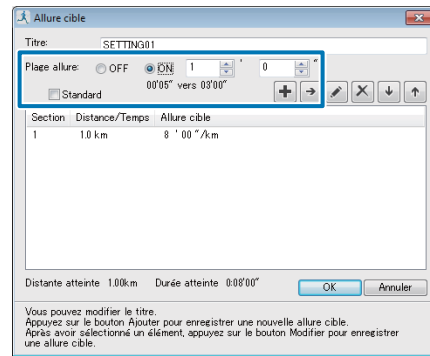 Allure cible
Titre: SETTING01
Plage allure: OFF ON 1 ' 0 "
00'05" vers 03'00"
Standard
Section Distance/Temps Allure cible
1 1.0 km 8 ' 00 "/km
Distante atteinte 1.00km Durée atteinte 0:08'00"
OK Annuler
Vous pouvez modifier le titre.
Appuyez sur le bouton Ajouter pour enregistrer une nouvelle allure cible.
Après avoir sélectionné un élément, appuyez sur le bouton Modifier pour enregistrer
une allure cible.